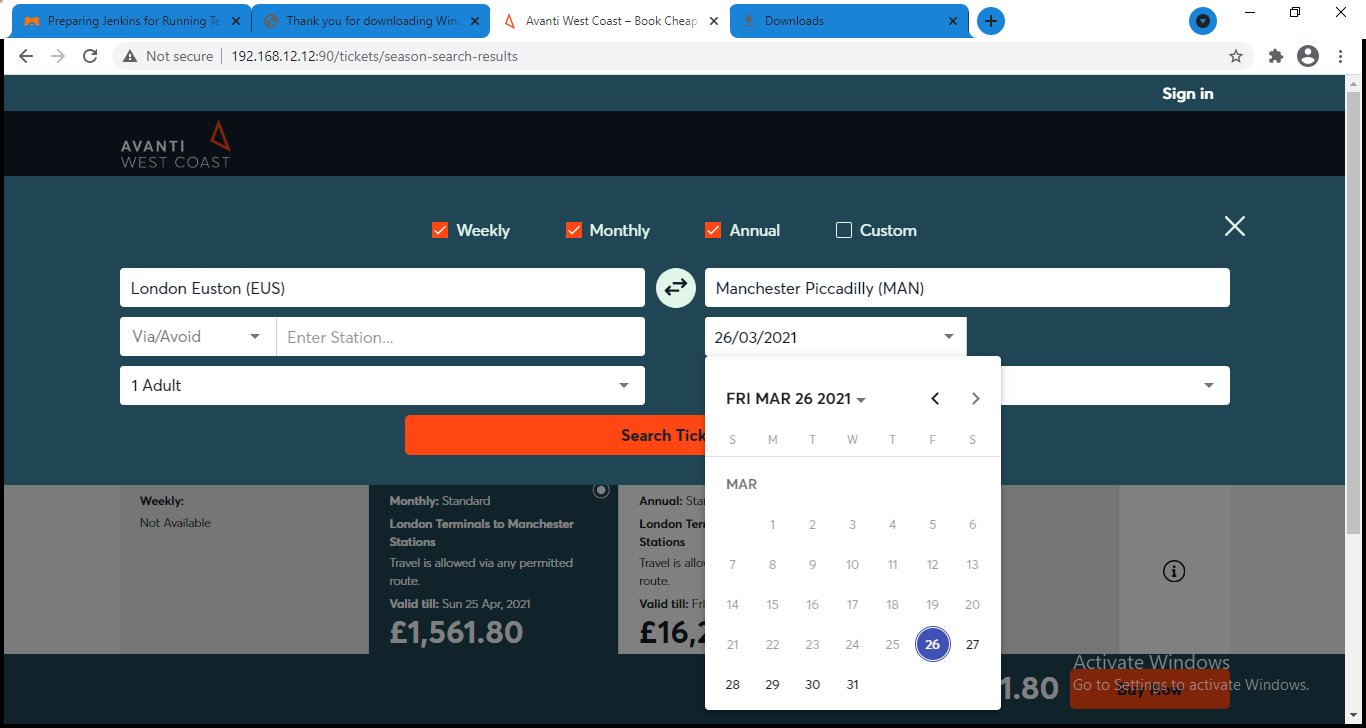 Preparing Jenkins for Running Te
Thank you for downloading Wind
Avanti West Coast – Book Cheap
Downloads
Not secure
192.168.12.12:90/tickets/season-search-results
Sign in
AVANTI
WEST COAST
Weekly
Monthly
Annual
Custom
London Euston (EUS)
Manchester Piccadilly (MAN)
Via/Avoid
Enter Station...
26/03/2021
1 Adult
FRI MAR 26 2021
Search Tick
S M T W T F S
MAR
1 2 3 4 5 6
7 8 9 10 11 12 13
14 15 16 17 18 19 20
21 22 23 24 25 26 27
28 29 30 31
Weekly:
Not Available
Monthly: Standard
London Terminals to Manchester
Stations
Travel is allowed via any permitted
route.
Valid till: Sun 25 Apr, 2021
£1,561.80
Annual: Sta
London Ter
Stations
Travel is allo
route.
Valid till: Fri
£16,2
1.80
Buy Now
Activate Windows
Go to Settings to activate Windows.